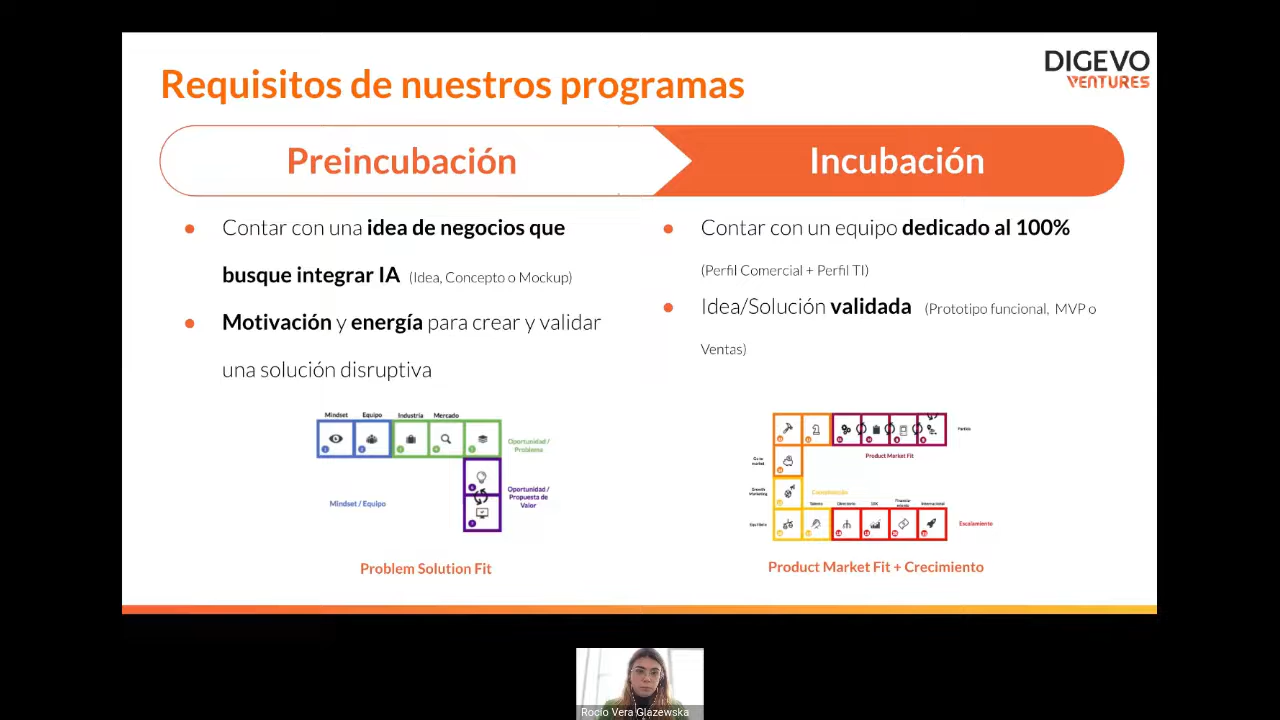 DIGEVO
VENTURES
Requisitos de nuestros programas
Preincubación
Incubación
● Contar con una idea de negocios que
busque integrar IA (Idea, Concepto o Mockup)
● Motivación y energía para crear y validar
una solución disruptiva
● Contar con un equipo dedicado al 100%
(Perfil Comercial + Perfil TI)
● Idea/Solución validada (Prototipo funcional, MVP o
Ventas)
Mindset Equipo Industria Mercado
Oportunidad /
Problema
Oportunidad /
Propuesta de
Valor
Mindset / Equipo
Problem Solution Fit
Product Market Fit
Growth
Marketing
Escalamiento
Product Market Fit + Crecimiento
Rocío Vera Glazewska